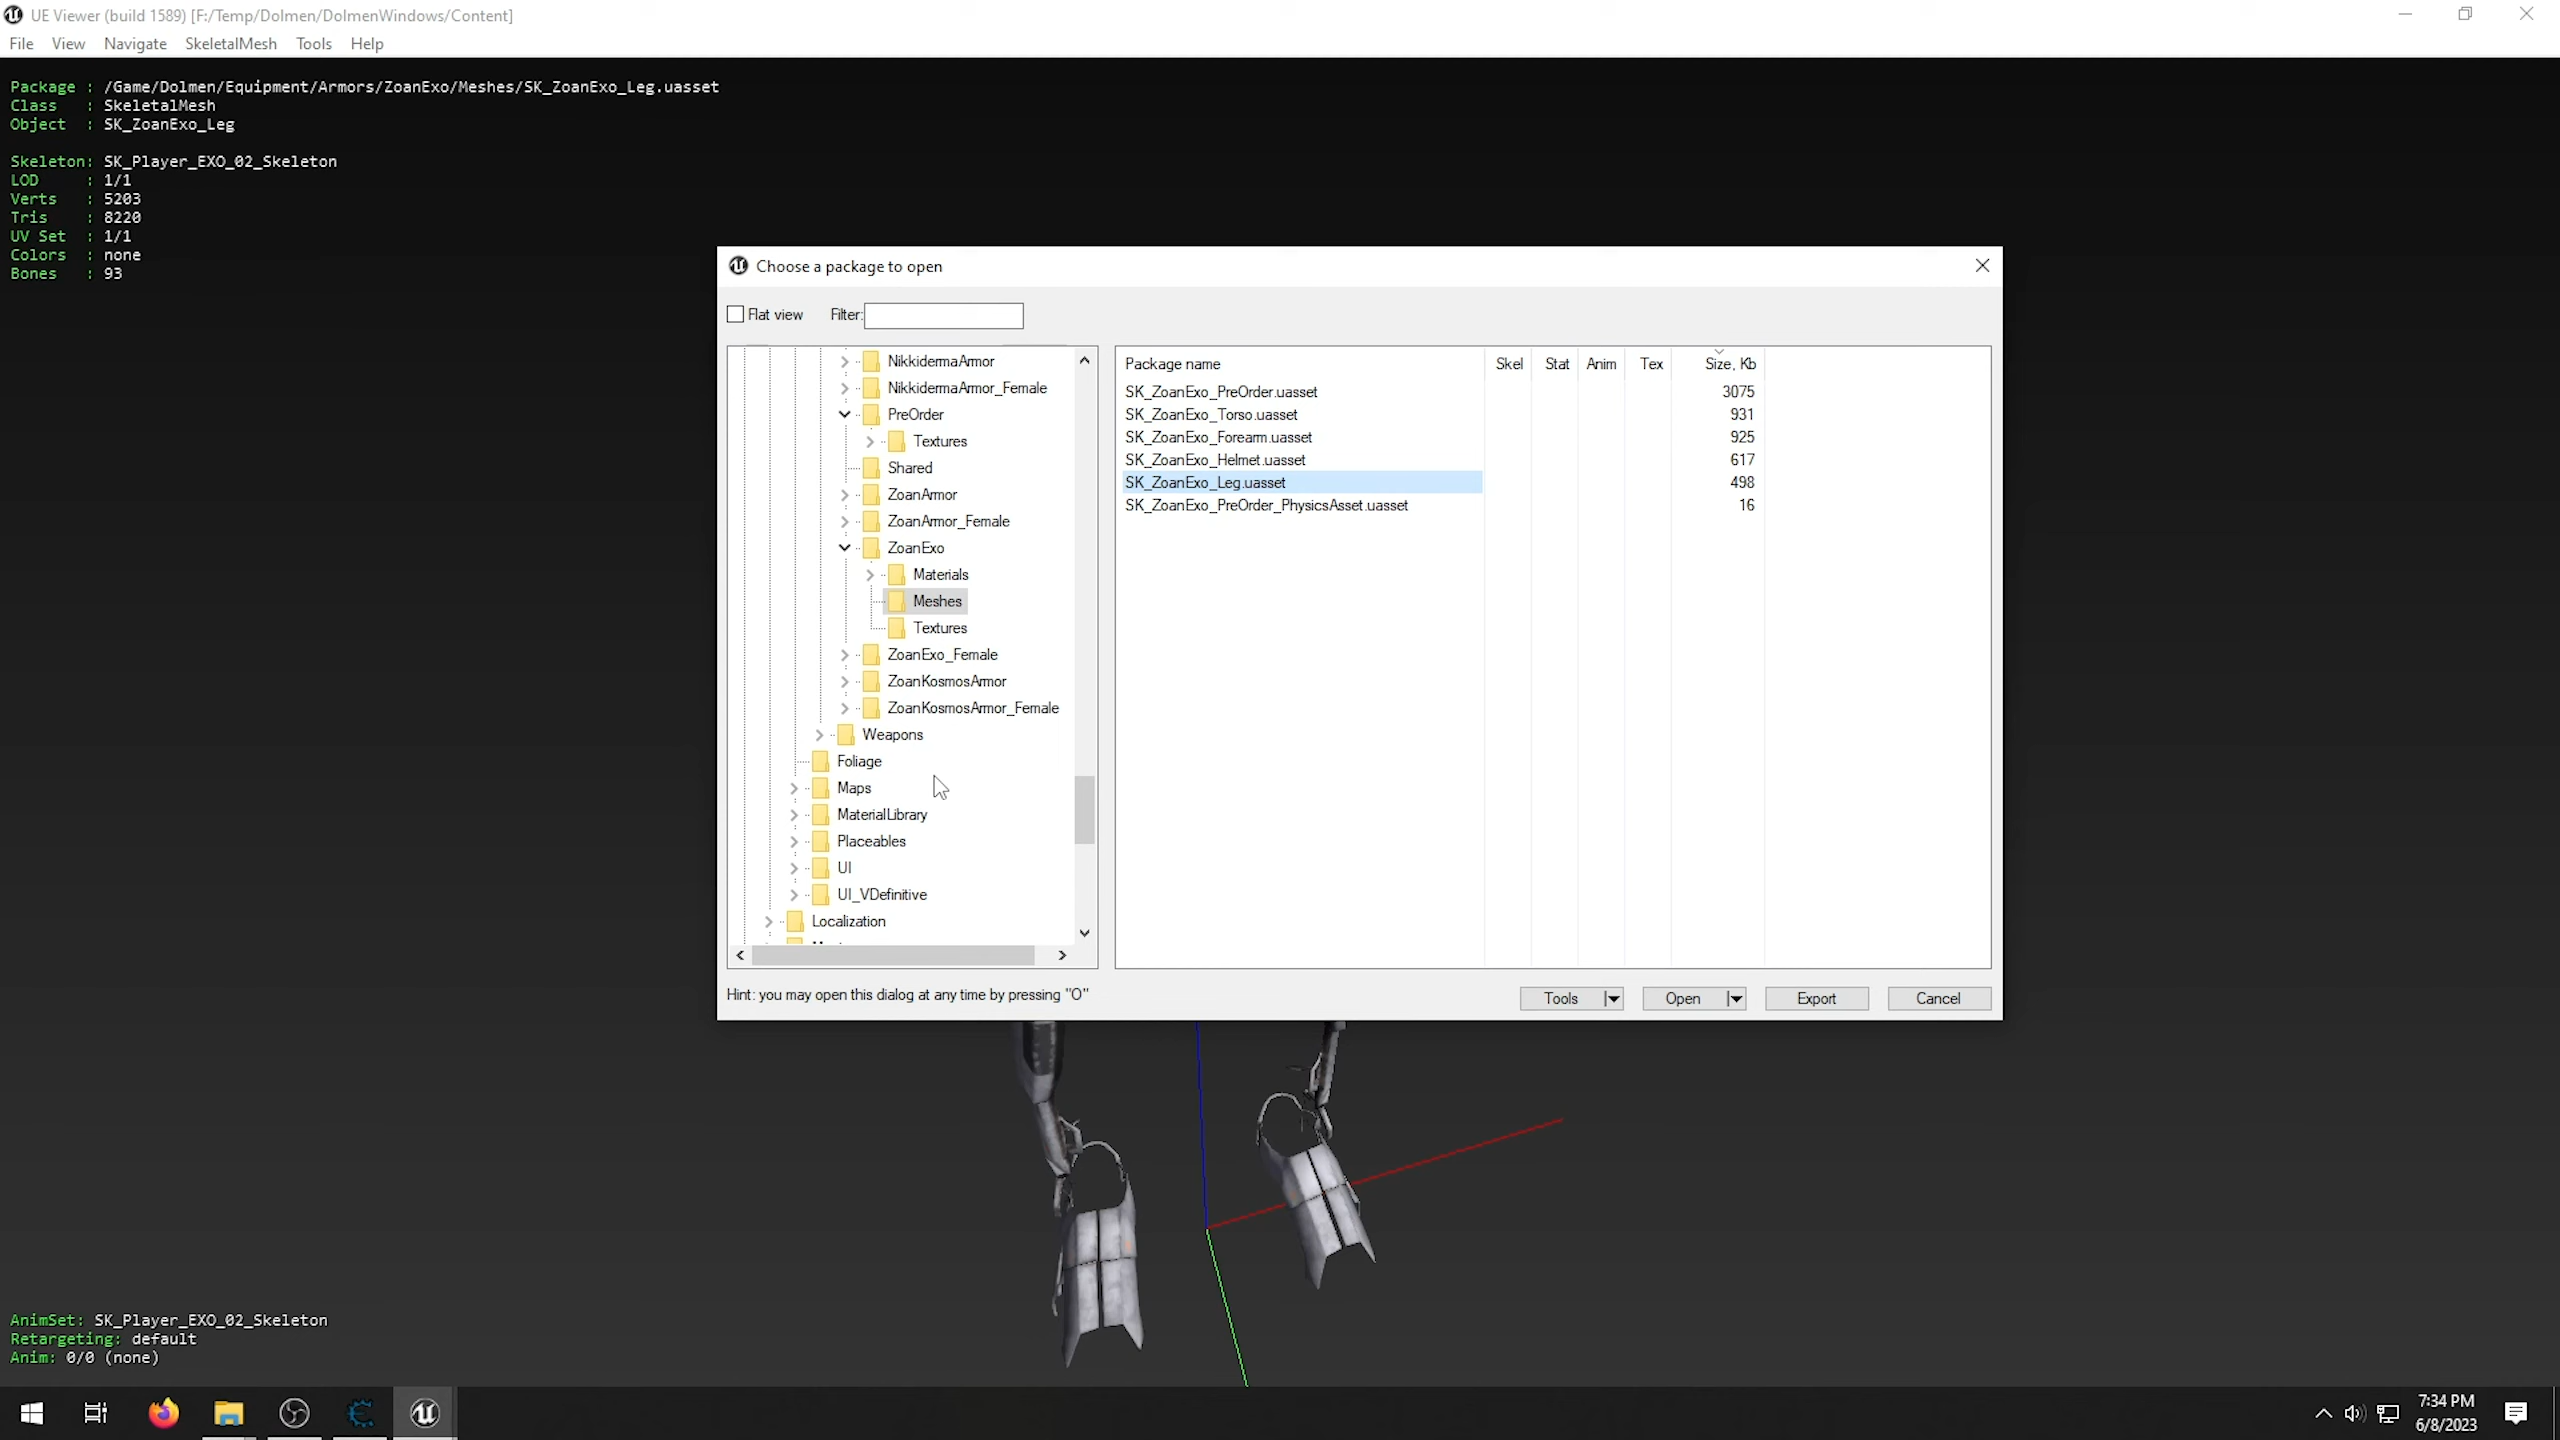 UE Viewer (build 1589) [F:/Temp/Dolmen/DolmenWindows/Content]
File View Navigate SkeletalMesh Tools Help
Package : /Game/Dolmen/Equipment/Armors/ZoanExo/Meshes/SK_ZoanExo_Leg.uasset
Class : SkeletalMesh
Object : SK_ZoanExo_Leg
Skeleton: SK_Player_EXO_02_Skeleton
LOD : 1/1
Verts : 5203
Tris : 8220
UV Set : 1/1
Colors : none
Bones : 93
Choose a package to open
Flat view Filter:
NikkidermaArmor
NikkidermaArmor_Female
PreOrder
Textures
Shared
ZoanArmor
ZoanArmor_Female
ZoanExo
Materials
Meshes
Textures
ZoanExo_Female
ZoanKosmosArmor
ZoanKosmosArmor_Female
Weapons
Foliage
Maps
MaterialLibrary
Placeables
UI
UI_VDefinitive
Localization
Package name Skel Stat Anim Tex Size, Kb
SK_ZoanExo_PreOrder.uasset 3075
SK_ZoanExo_Torso.uasset 931
SK_ZoanExo_Forearm.uasset 925
SK_ZoanExo_Helmet.uasset 617
SK_ZoanExo_Leg.uasset 498
SK_ZoanExo_PreOrder_PhysicsAsset.uasset 16
Hint: you may open this dialog at any time by pressing "O"
Tools Open Export Cancel
AnimSet: SK_Player_EXO_02_Skeleton
Retargeting: default
Anim: 0/0 (none)
7:34 PM
6/8/2023